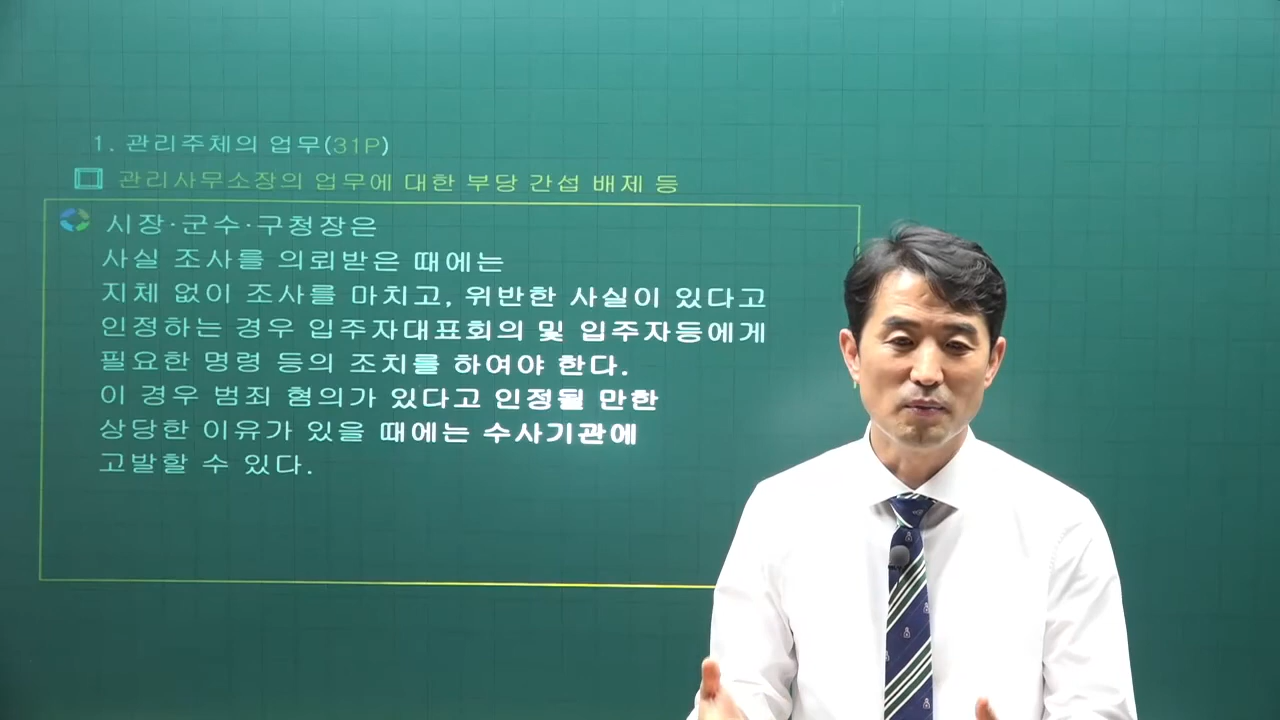 1. 관리주체의 업무(31P)
관리사무소장의 업무에 대한 부당 간섭 배제 등
시장·군수·구청장은
사실 조사를 의뢰받은 때에는
지체 없이 조사를 마치고, 위반한 사실이 있다고
인정하는 경우 입주자대표회의 및 입주자등에게
필요한 명령 등의 조치를 하여야 한다.
이 경우 범죄 혐의가 있다고 인정될 만한
상당한 이유가 있을 때에는 수사기관에
고발할 수 있다.